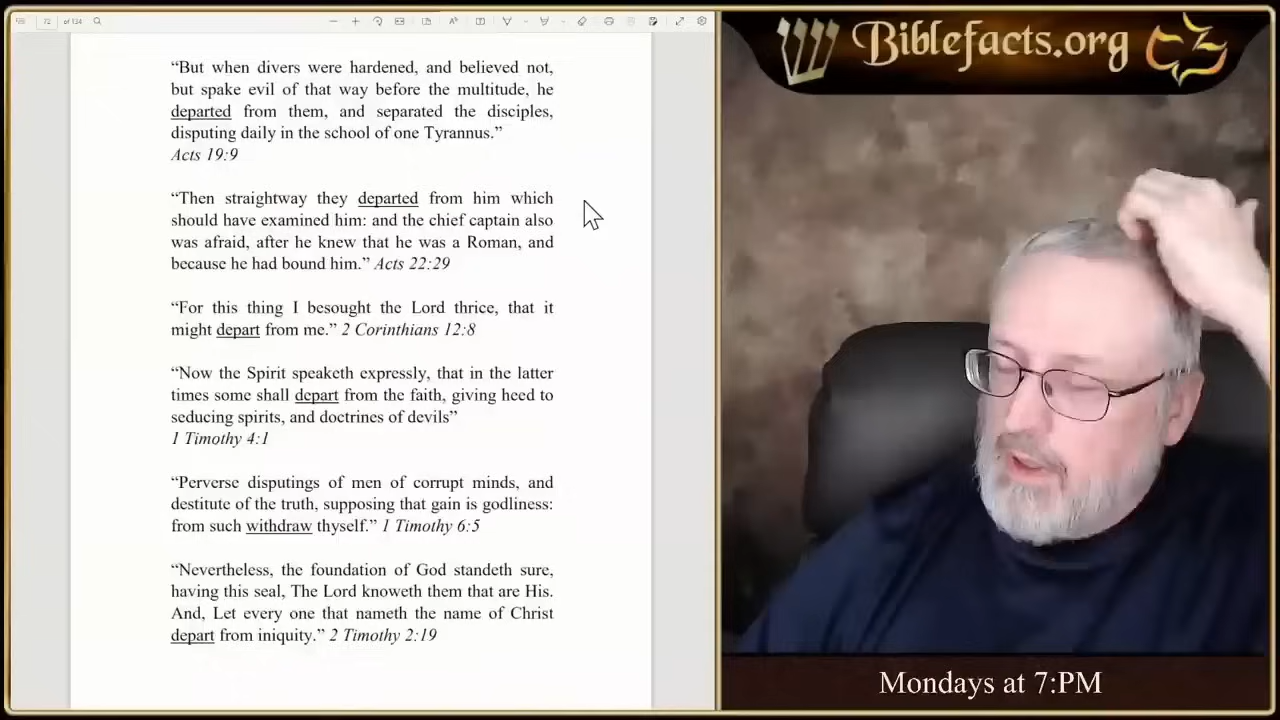 72 of 134
“But when divers were hardened, and believed not,
but spake evil of that way before the multitude, he
departed from them, and separated the disciples,
disputing daily in the school of one Tyrannus.”
Acts 19:9
“Then straightway they departed from him which
should have examined him: and the chief captain also
was afraid, after he knew that he was a Roman, and
because he had bound him.” Acts 22:29
“For this thing I besought the Lord thrice, that it
might depart from me.” 2 Corinthians 12:8
“Now the Spirit speaketh expressly, that in the latter
times some shall depart from the faith, giving heed to
seducing spirits, and doctrines of devils”
1 Timothy 4:1
“Perverse disputings of men of corrupt minds, and
destitute of the truth, supposing that gain is godliness:
from such withdraw thyself.” 1 Timothy 6:5
“Nevertheless, the foundation of God standeth sure,
having this seal, The Lord knoweth them that are His.
And, Let every one that nameth the name of Christ
depart from iniquity.” 2 Timothy 2:19
ש Biblefacts.org
Mondays at 7:PM